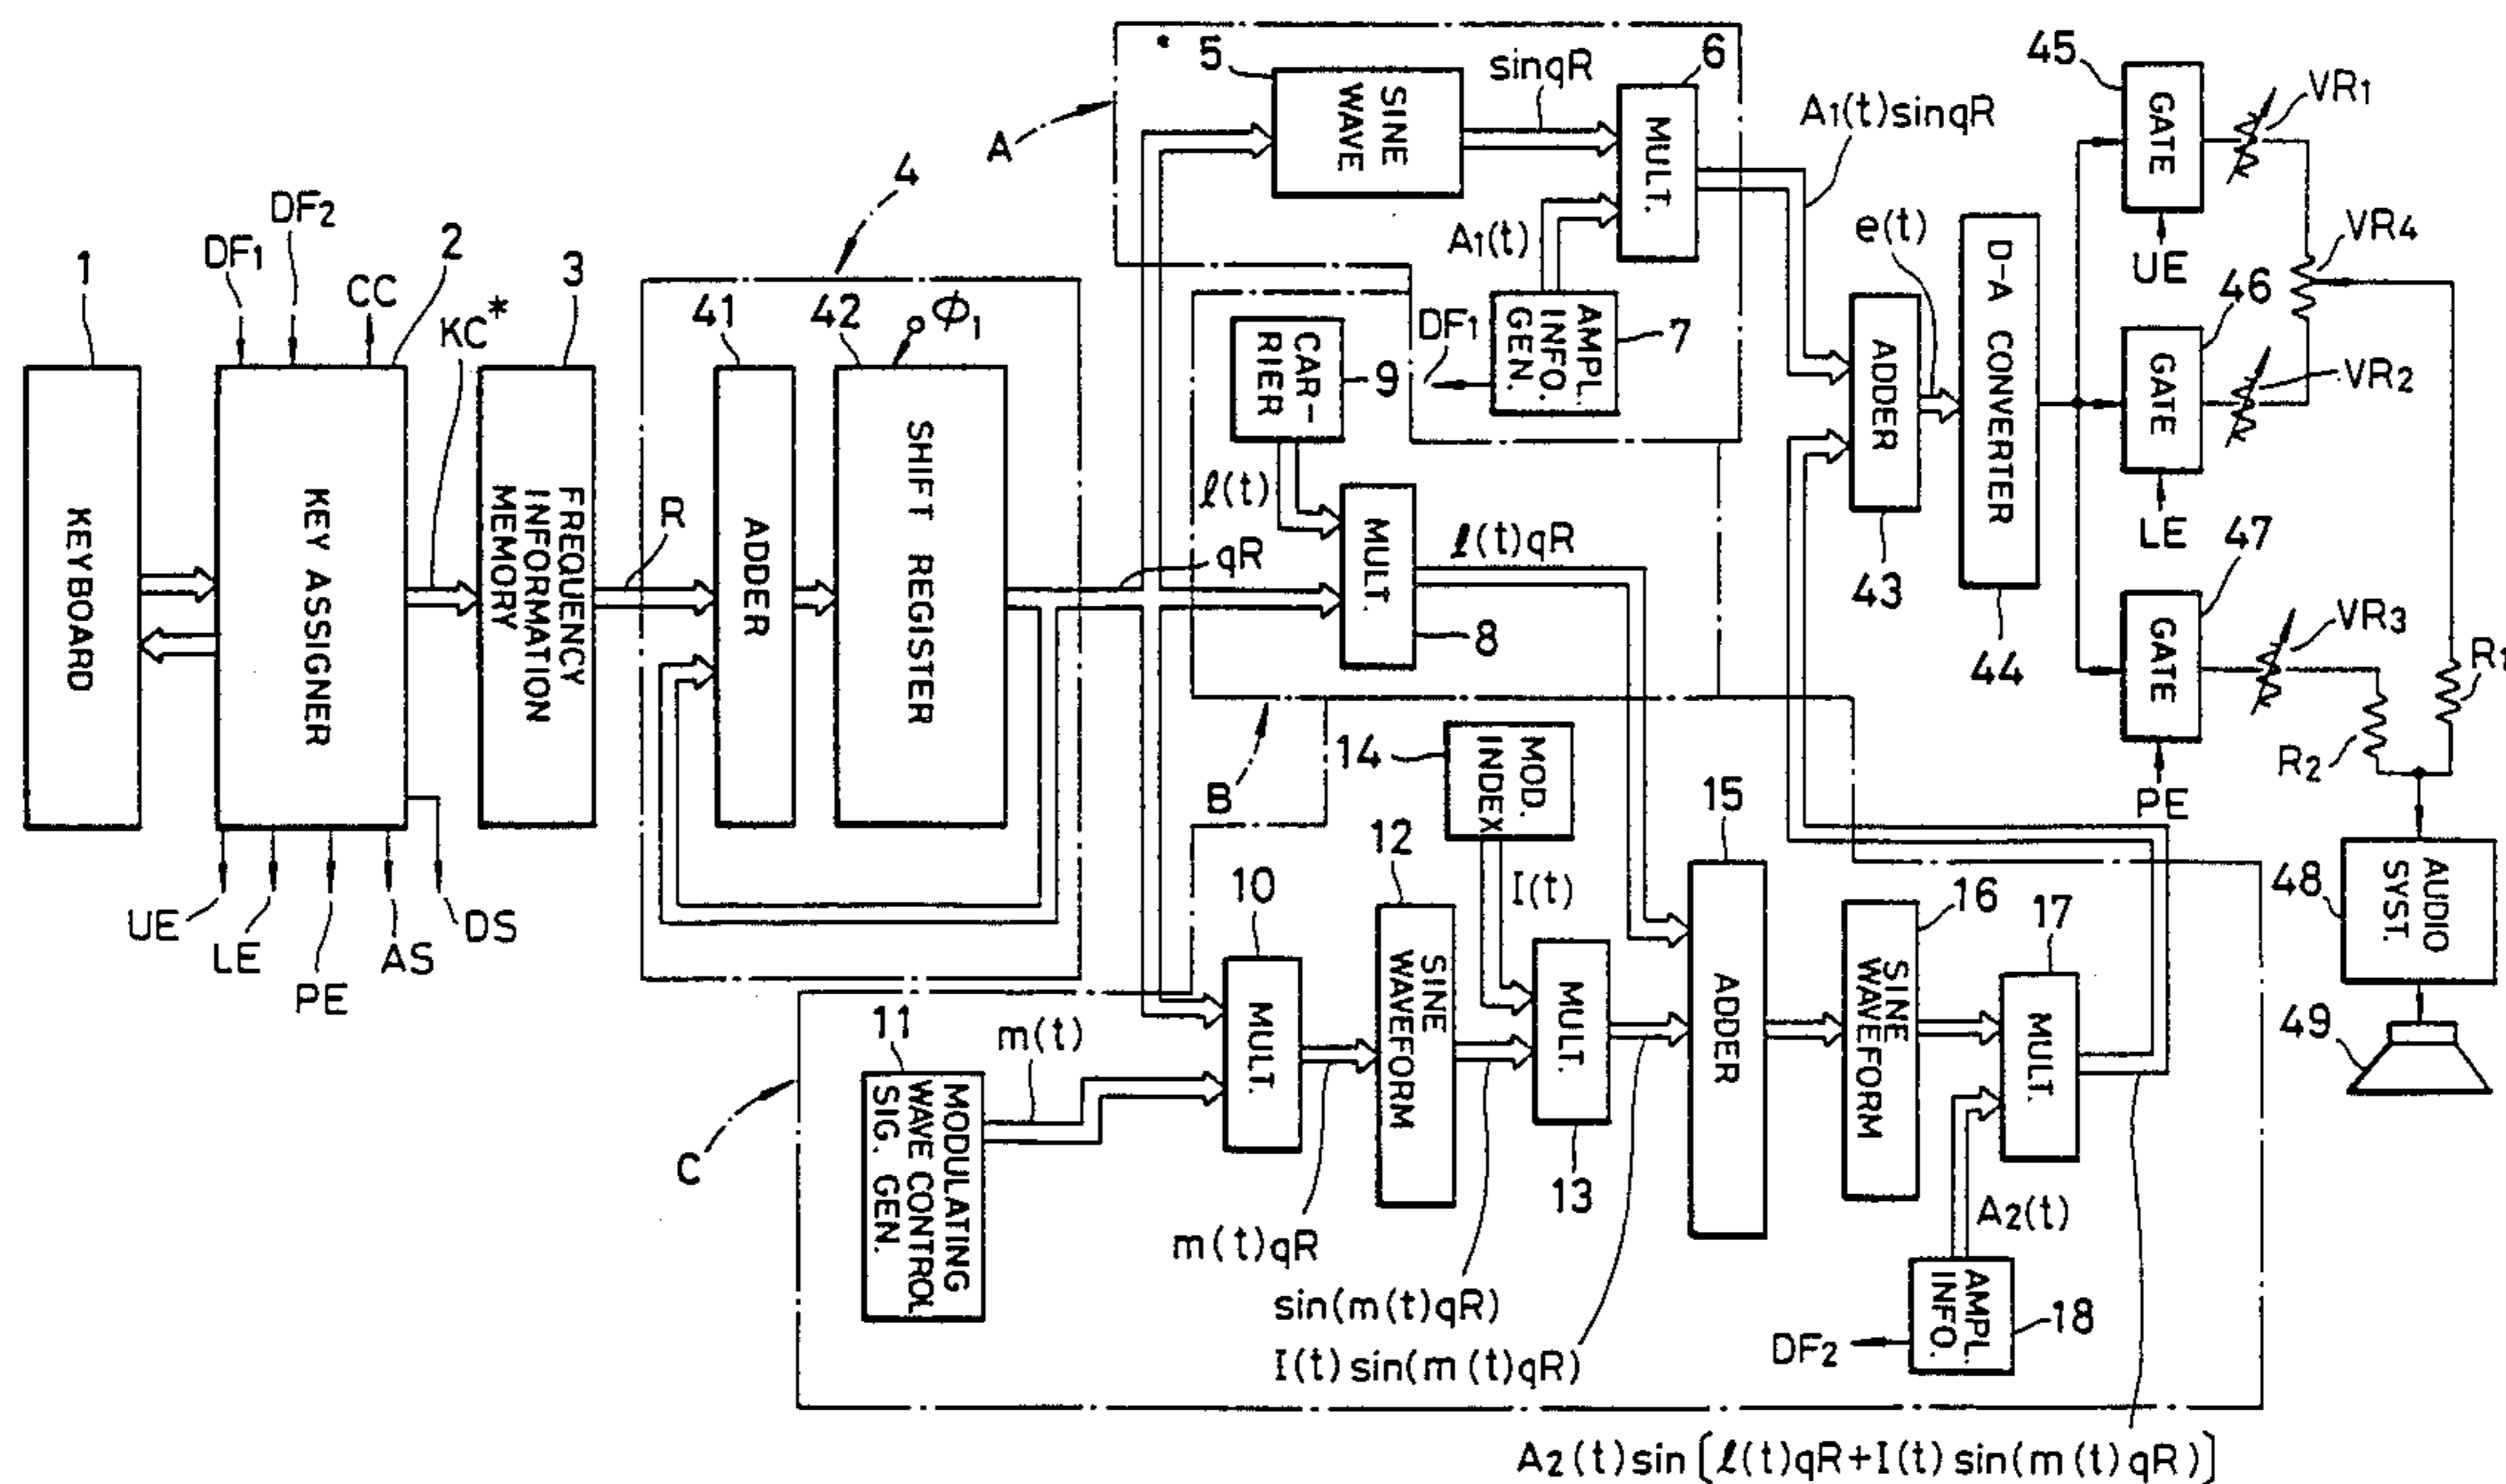 1
KEYBOARD
DF1
DF2
CC
2
KC*
KEY ASSIGNER
UE
LE
PE
AS
DS
3
FREQUENCY
INFORMATION
MEMORY
R
4
41
ADDER
42
ϕ1
SHIFT REGISTER
qR
A
5
SINE
WAVE
sinqR
6
MULT.
A1(t)
AMPL.
INFO.
GEN.
7
DF1
A1(t)sinqR
CAR-
RIER
9
ℓ(t)
MULT.
8
ℓ(t)qR
B
C
11
MODULATING
WAVE CONTROL
SIG. GEN.
m(t)
10
MULT.
m(t)qR
12
SINE
WAVEFORM
sin(m(t)qR)
14
MOD.
INDEX
I(t)
MULT.
13
I(t)sin(m(t)qR)
15
ADDER
16
SINE
WAVEFORM
17
MULT.
A2(t)
AMPL.
INFO.
18
DF2
A2(t)sin[ℓ(t)qR+I(t)sin(m(t)qR)]
ADDER
43
e(t)
D-A CONVERTER
44
45
GATE
UE
VR1
VR4
46
GATE
LE
VR2
47
GATE
PE
VR3
R1
R2
48
AUDIO
SYST.
49